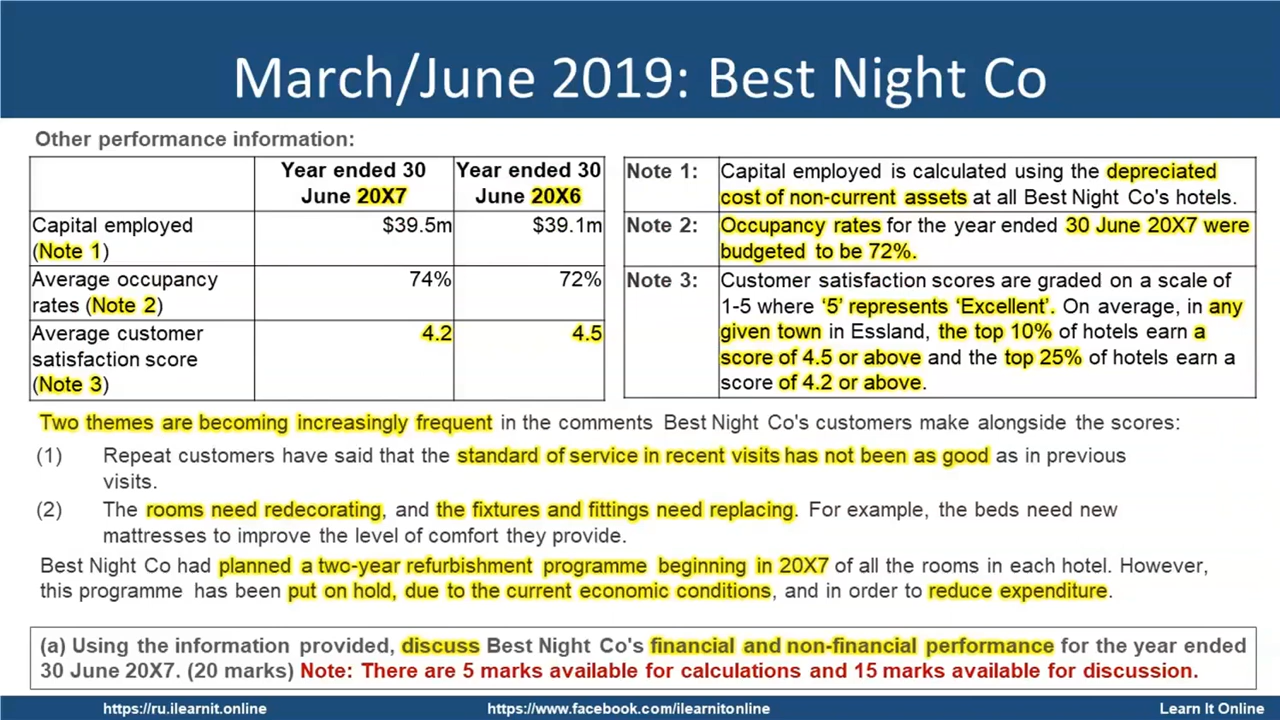 March/June 2019: Best Night Co
Other performance information:
Year ended 30 June 20X7
Year ended 30 June 20X6
Capital employed (Note 1)
$39.5m
$39.1m
Average occupancy rates (Note 2)
74%
72%
Average customer satisfaction score (Note 3)
4.2
4.5
Note 1:
Capital employed is calculated using the depreciated
cost of non-current assets at all Best Night Co's hotels.
Note 2:
Occupancy rates for the year ended 30 June 20X7 were
budgeted to be 72%.
Note 3:
Customer satisfaction scores are graded on a scale of
1-5 where ‘5’ represents ‘Excellent’. On average, in any
given town in Essland, the top 10% of hotels earn a
score of 4.5 or above and the top 25% of hotels earn a
score of 4.2 or above.
Two themes are becoming increasingly frequent in the comments Best Night Co's customers make alongside the scores:
(1) Repeat customers have said that the standard of service in recent visits has not been as good as in previous
visits.
(2) The rooms need redecorating, and the fixtures and fittings need replacing. For example, the beds need new
mattresses to improve the level of comfort they provide.
Best Night Co had planned a two-year refurbishment programme beginning in 20X7 of all the rooms in each hotel. However,
this programme has been put on hold, due to the current economic conditions, and in order to reduce expenditure.
(a) Using the information provided, discuss Best Night Co's financial and non-financial performance for the year ended
30 June 20X7. (20 marks) Note: There are 5 marks available for calculations and 15 marks available for discussion.
https://ru.ilearnit.online
https://www.facebook.com/ilearnitonline
Learn It Online